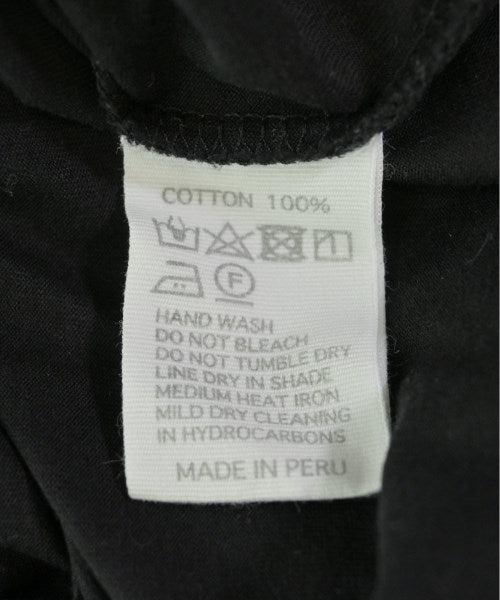 COTTON 100%
F
HAND WASH
DO NOT BLEACH
DO NOT TUMBLE DRY
LINE DRY IN SHADE
MEDIUM HEAT IRON
MILD DRY CLEANING
IN HYDROCARBONS
MADE IN PERU